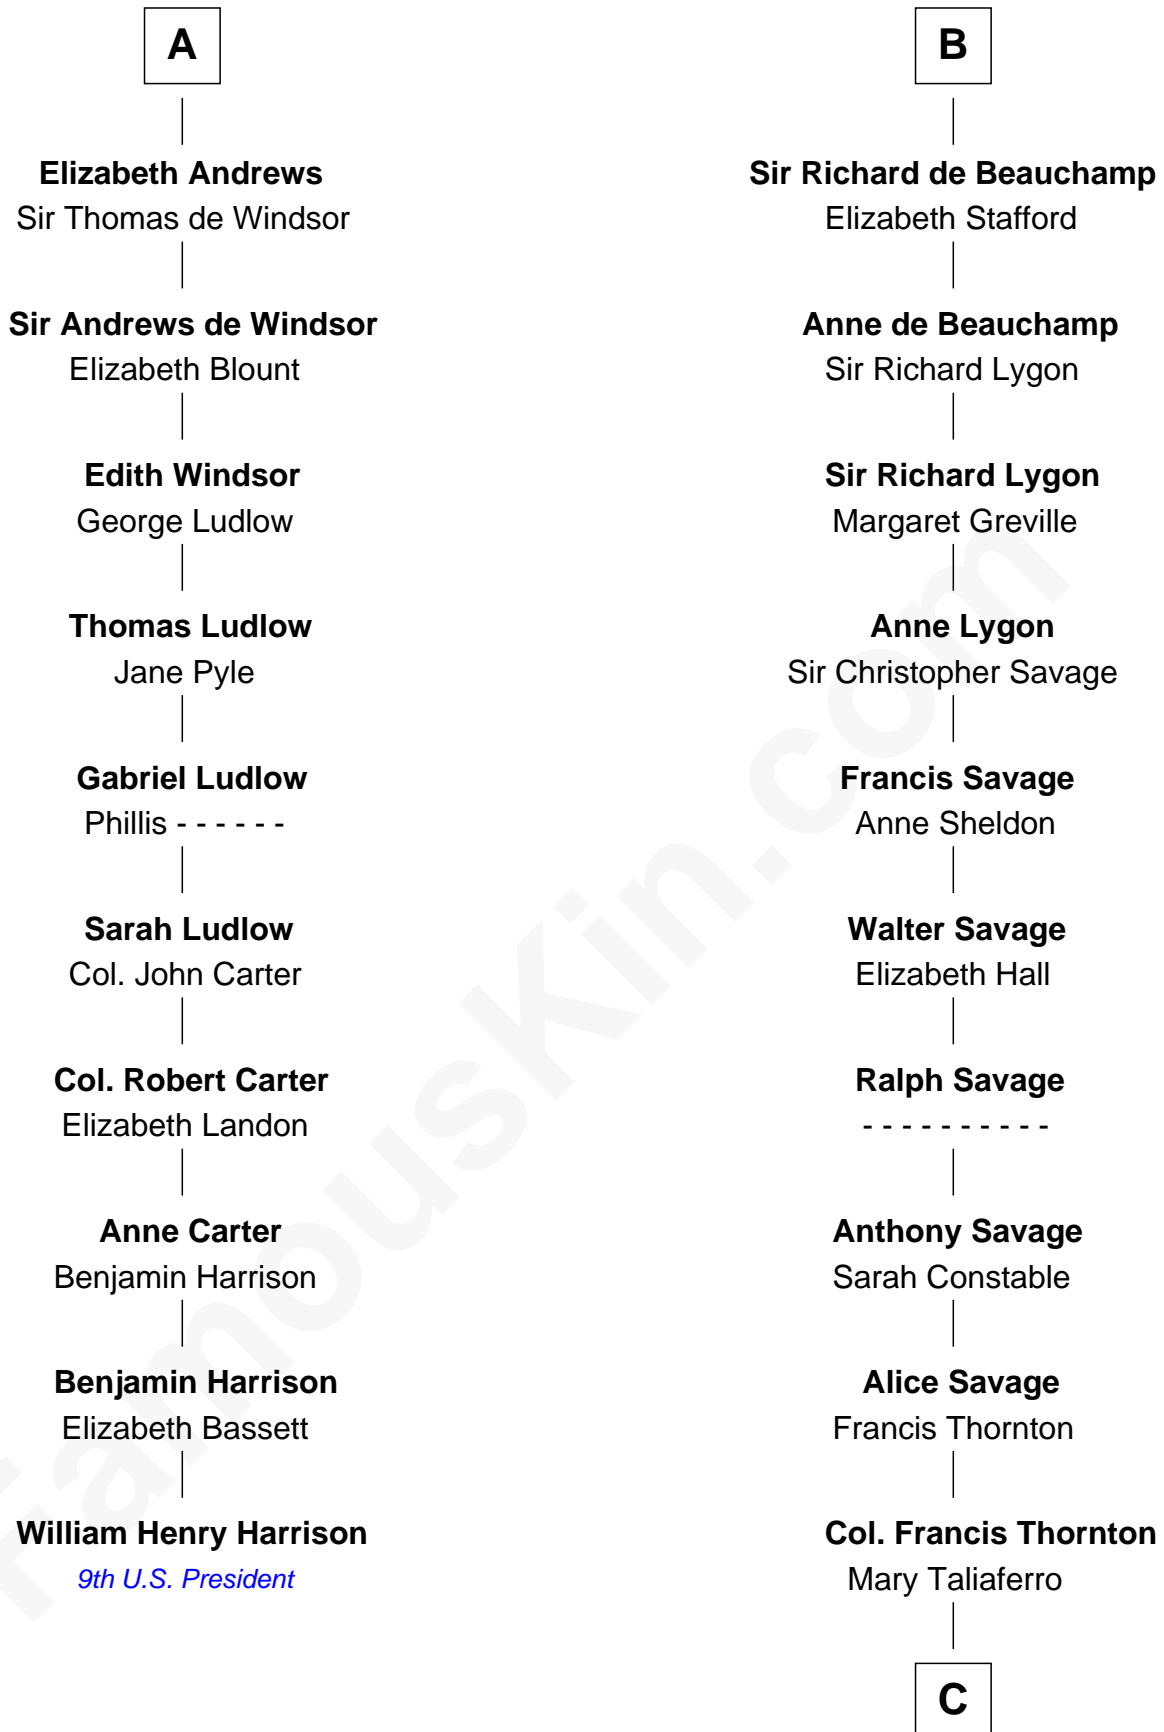 A
Elizabeth Andrews
Sir Thomas de Windsor
Sir Andrews de Windsor
Elizabeth Blount
Edith Windsor
George Ludlow
Thomas Ludlow
Jane Pyle
Gabriel Ludlow
Phillis - - - - - -
Sarah Ludlow
Col. John Carter
Col. Robert Carter
Elizabeth Landon
Anne Carter
Benjamin Harrison
Benjamin Harrison
Elizabeth Bassett
William Henry Harrison
9th U.S. President
B
Sir Richard de Beauchamp
Elizabeth Stafford
Anne de Beauchamp
Sir Richard Lygon
Sir Richard Lygon
Margaret Greville
Anne Lygon
Sir Christopher Savage
Francis Savage
Anne Sheldon
Walter Savage
Elizabeth Hall
Ralph Savage
- - - - - - - - - -
Anthony Savage
Sarah Constable
Alice Savage
Francis Thornton
Col. Francis Thornton
Mary Taliaferro
C
FamousKin.com